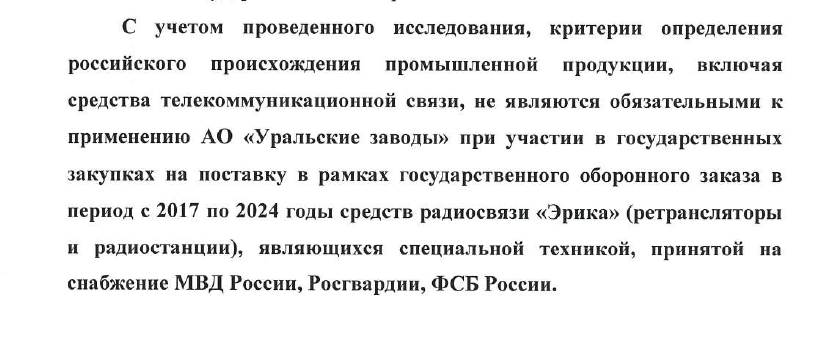 С учетом проведенного исследования, критерии определения
российского происхождения промышленной продукции, включая
средства телекоммуникационной связи, не являются обязательными к
применению АО «Уральские заводы» при участии в государственных
закупках на поставку в рамках государственного оборонного заказа в
период с 2017 по 2024 годы средств радиосвязи «Эрика» (ретрансляторы
и радиостанции), являющихся специальной техникой, принятой на
снабжение МВД России, Росгвардии, ФСБ России.